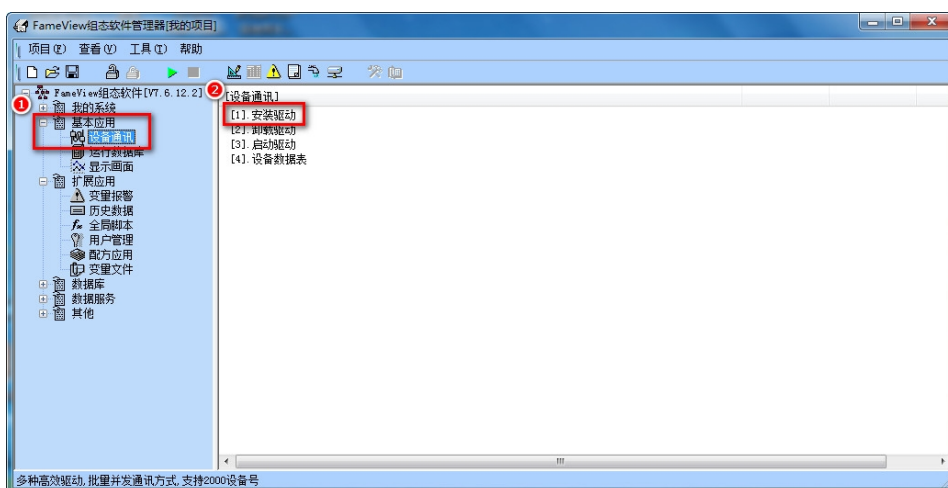 FameView组态软件管理器[我的项目]
项目(P) 查看(V) 工具(T) 帮助
FameView组态软件[V7.6.12.2]
1
我的系统
基本应用
设备通讯
运行数据库
显示画面
扩展应用
变量报警
历史数据
全局脚本
用户管理
配方应用
变量文件
数据库
数据服务
其他
2
[设备通讯]
[1].安装驱动
[2].卸载驱动
[3].启动驱动
[4].设备数据表
多种高效驱动,批量并发通讯方式,支持2000设备号